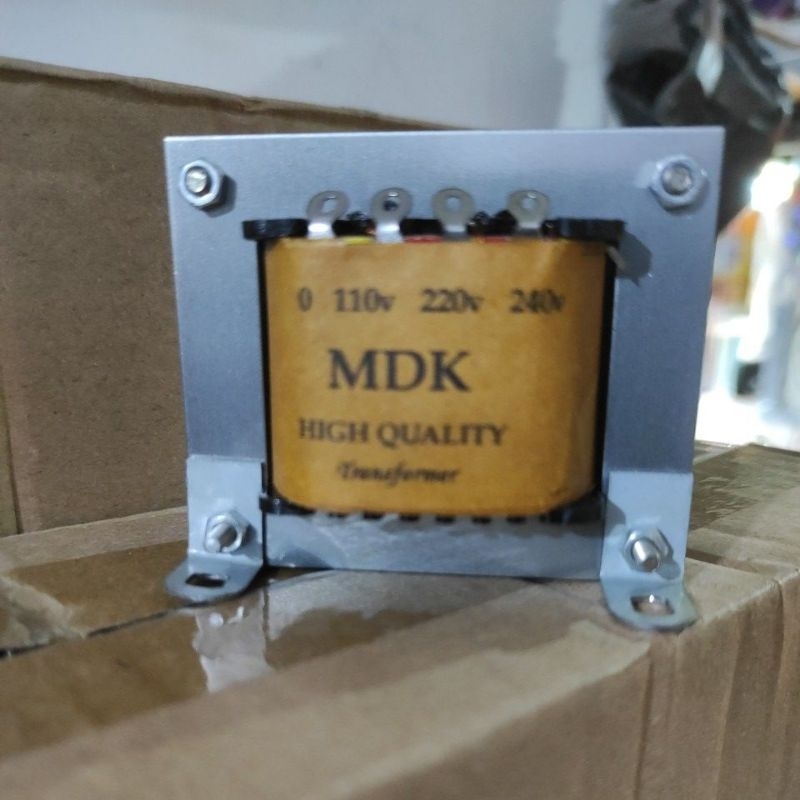 0 110v 220v 240v
MDK
HIGH QUALITY
Transformer